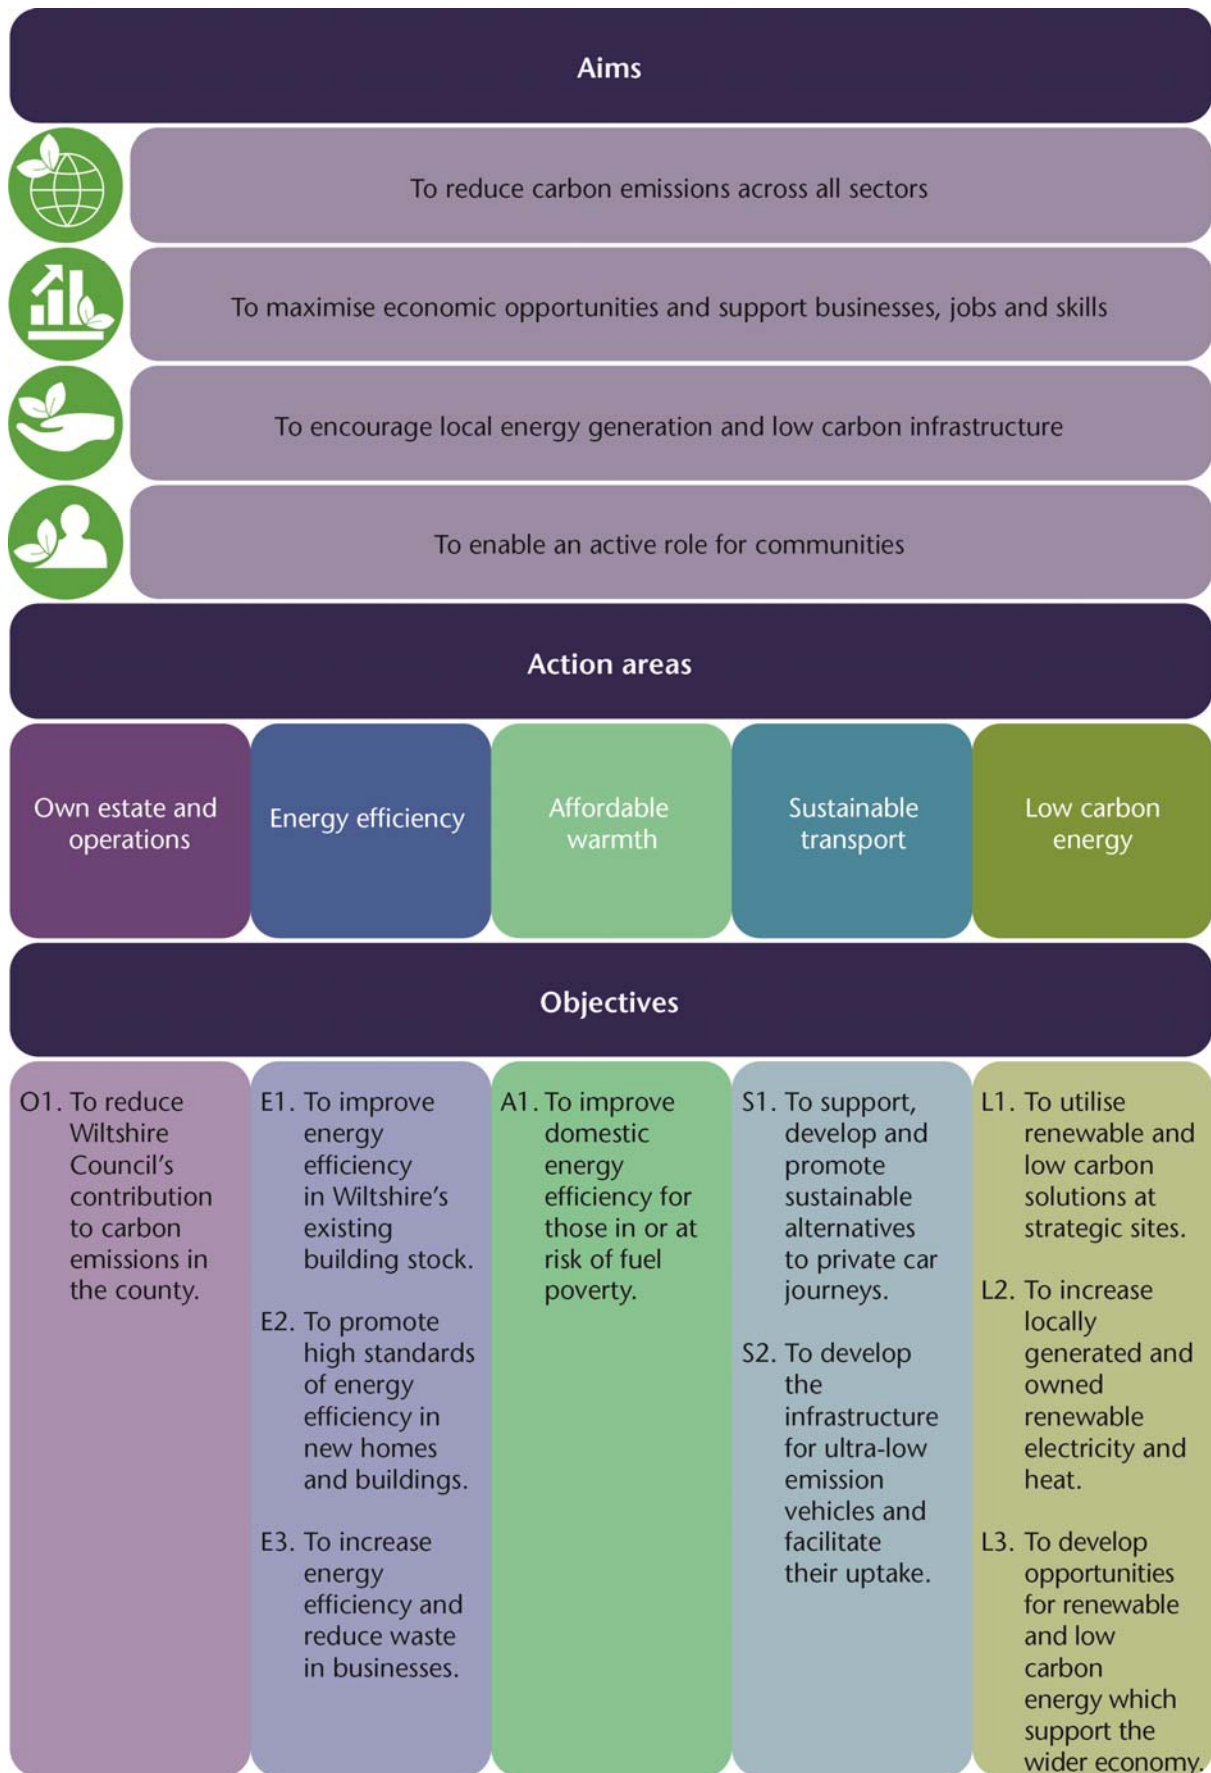 Aims
To reduce carbon emissions across all sectors
To maximise economic opportunities and support businesses, jobs and skills
To encourage local energy generation and low carbon infrastructure
To enable an active role for communities
Action areas
Own estate and
operations
Energy efficiency
Affordable
warmth
Sustainable
transport
Low carbon
energy
Objectives
O1. To reduce
Wiltshire
Council’s
contribution
to carbon
emissions in
the county.
E1. To improve
energy
efficiency
in Wiltshire’s
existing
building stock.
E2. To promote
high standards
of energy
efficiency in
new homes
and buildings.
E3. To increase
energy
efficiency and
reduce waste
in businesses.
A1. To improve
domestic
energy
efficiency for
those in or at
risk of fuel
poverty.
S1. To support,
develop and
promote
sustainable
alternatives
to private car
journeys.
S2. To develop
the
infrastructure
for ultra-low
emission
vehicles and
facilitate
their uptake.
L1. To utilise
renewable and
low carbon
solutions at
strategic sites.
L2. To increase
locally
generated and
owned
renewable
electricity and
heat.
L3. To develop
opportunities
for renewable
and low
carbon
energy which
support the
wider economy.